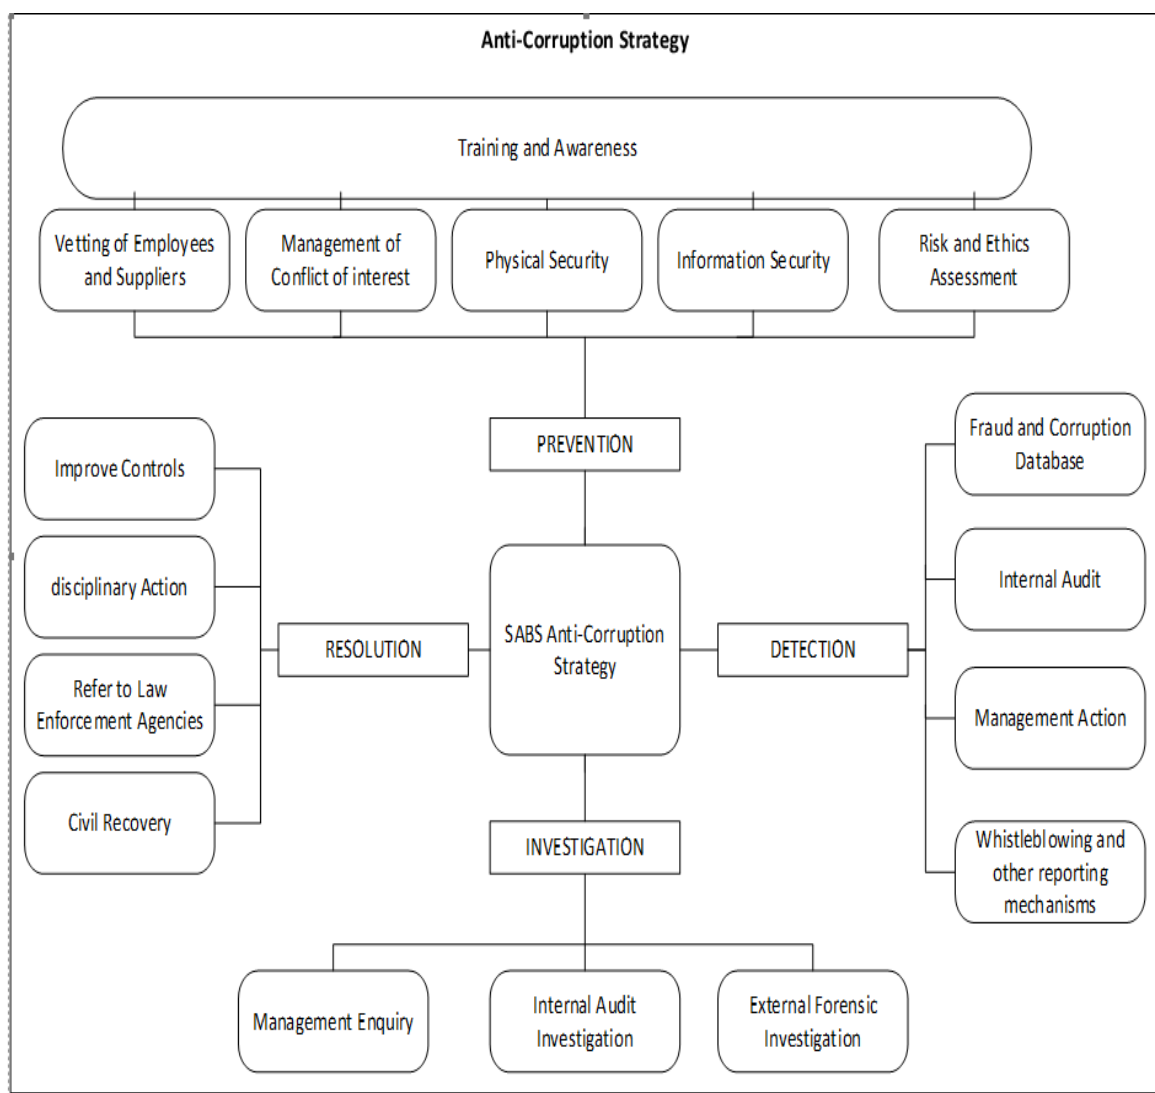 Anti-Corruption Strategy
Training and Awareness
Vetting of Employees
and Suppliers
Management of
Conflict of interest
Physical Security
Information Security
Risk and Ethics
Assessment
PREVENTION
Improve Controls
disciplinary Action
Refer to Law
Enforcement Agencies
Civil Recovery
RESOLUTION
SABS Anti-Corruption
Strategy
DETECTION
Fraud and Corruption
Database
Internal Audit
Management Action
Whistleblowing and
other reporting
mechanisms
INVESTIGATION
Management Enquiry
Internal Audit
Investigation
External Forensic
Investigation